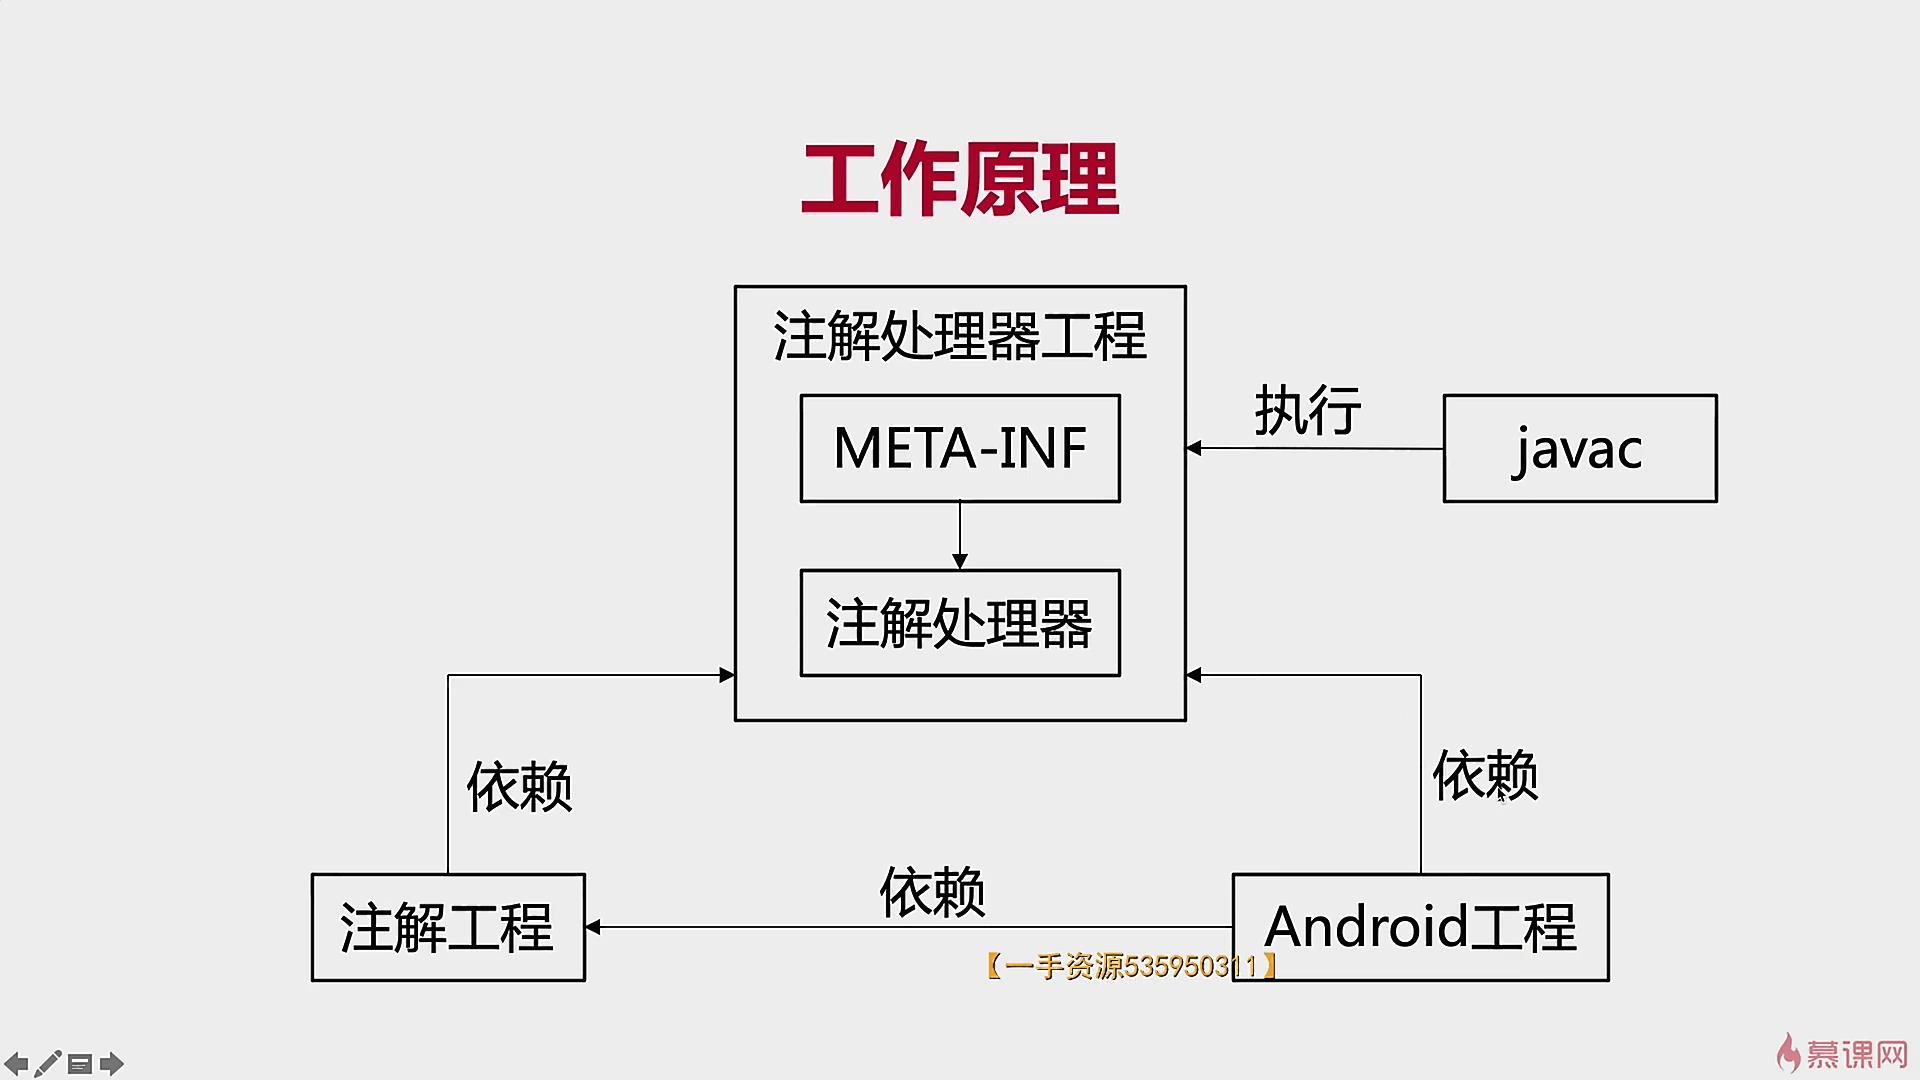 工作原理
注解处理器工程
META-INF
执行
javac
注解处理器
依赖
依赖
依赖
注解工程
Android工程
【一手资源535950311】
慕课网